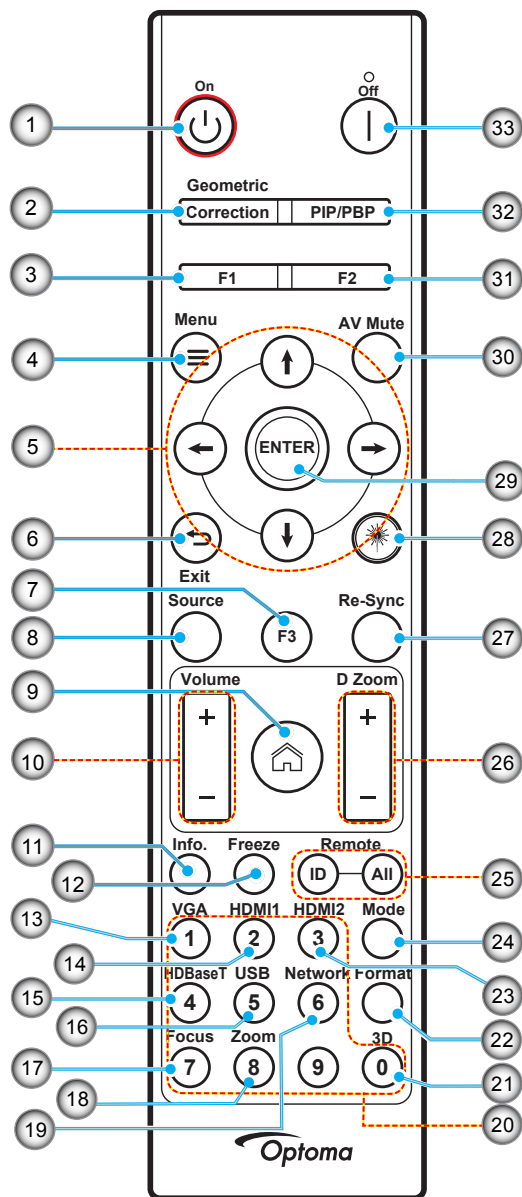 On
Off
1
33
Geometric
Correction
PIP/PBP
2
32
F1
F2
3
31
Menu
AV Mute
4
30
5
ENTER
29
6
28
Exit
7
Source
F3
Re-Sync
8
27
Volume
D Zoom
9
+
+
10
26
−
−
11
Info.
Freeze
Remote
ID
All
12
25
VGA
HDMI1
HDMI2
Mode
13
1
2
3
24
14
23
HDBaseT
USB
Network
Format
15
4
5
6
16
22
Focus
Zoom
3D
17
7
8
9
0
18
21
19
20
Optoma